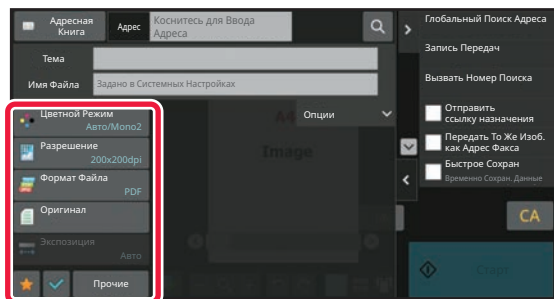 Адресная
Книга
Адрес
Коснитесь для Ввода
Адреса
Тема
Имя Файла
Задано в Системных Настройках
Цветной Режим
Авто/Mono2
Разрешение
200x200dpi
Формат Файла
PDF
Оригинал
Экспозиция
Авто
Прочие
A4
Image
Опции
Глобальный Поиск Адреса
Запись Передач
Вызвать Номер Поиска
Отправить
ссылку назначения
Передать То Же Изоб.
как Адрес Факса
Быстрое Сохран
Временно Сохран. Данные
CA
Старт